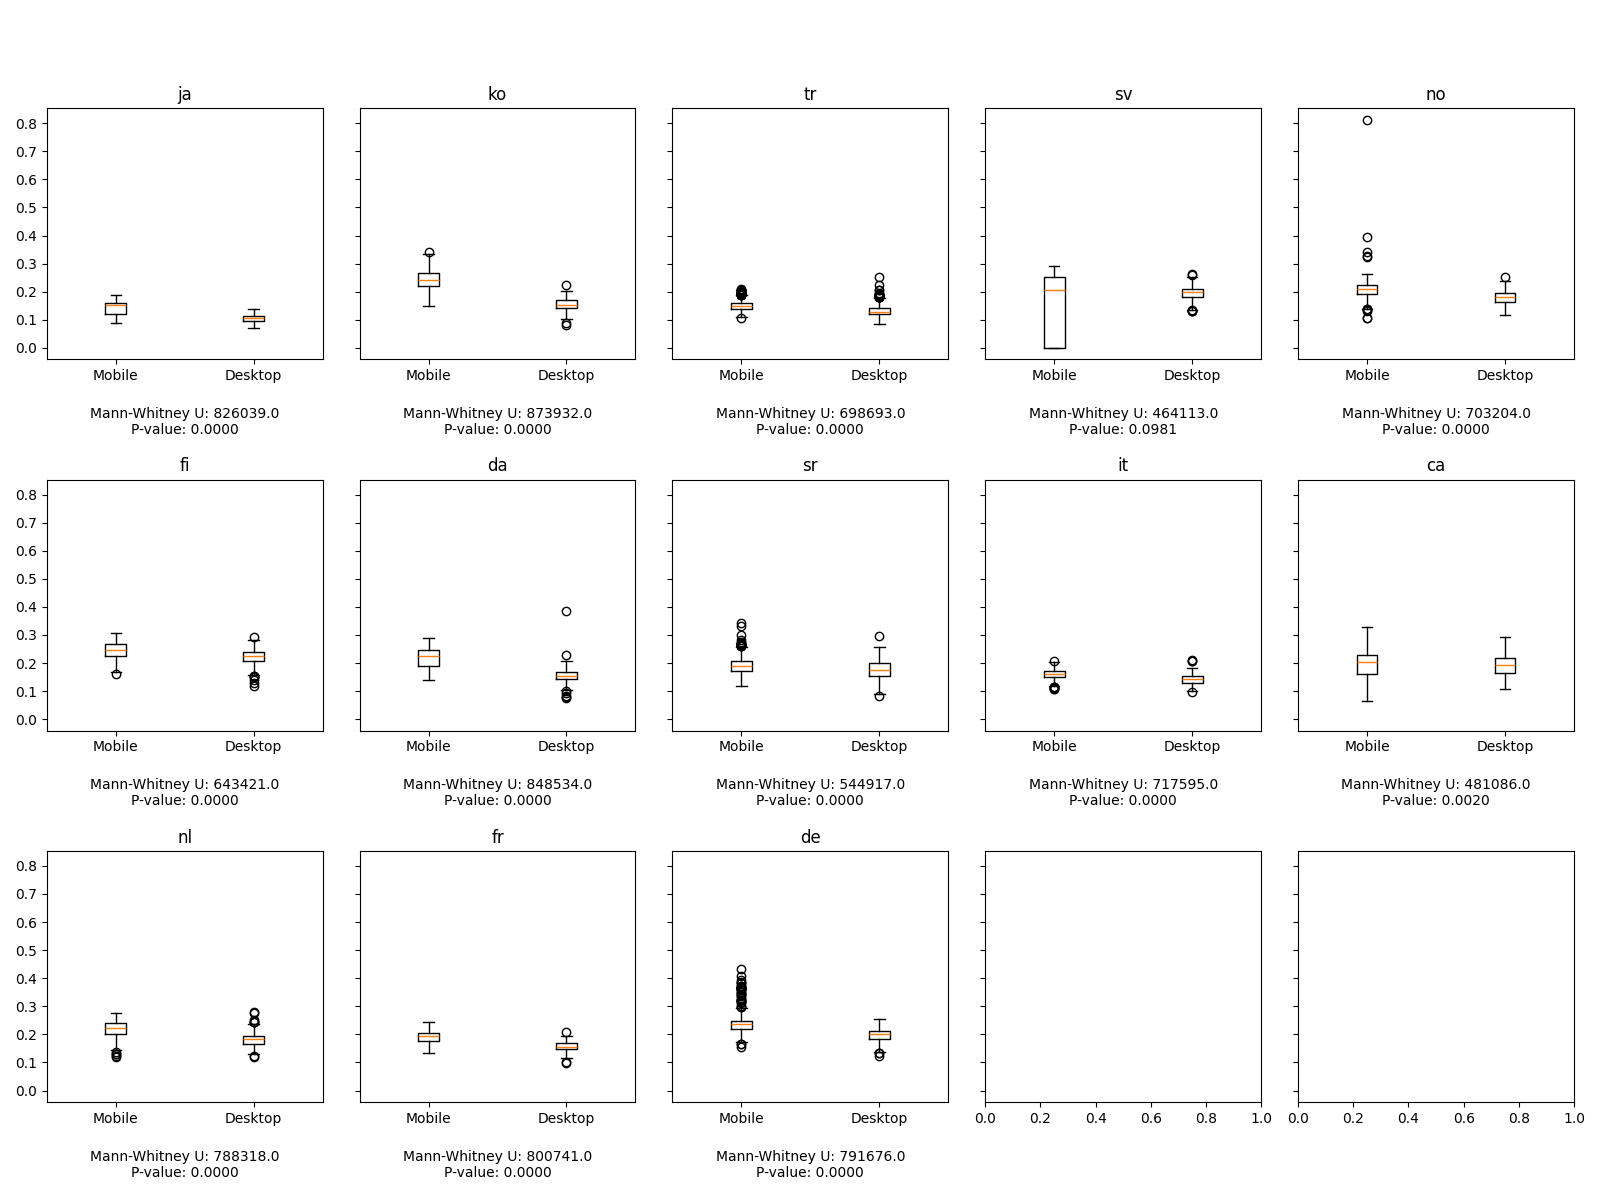 ja ko tr sv no
0.8
0.7
0.6
0.5
0.4
0.3
0.2
0.1
0.0
Mobile Desktop Mobile Desktop Mobile Desktop Mobile Desktop Mobile Desktop
Mann-Whitney U: 826039.0 Mann-Whitney U: 873932.0 Mann-Whitney U: 698693.0 Mann-Whitney U: 464113.0 Mann-Whitney U: 703204.0
P-value: 0.0000 P-value: 0.0000 P-value: 0.0000 P-value: 0.0981 P-value: 0.0000
fi da sr it ca
0.8
0.7
0.6
0.5
0.4
0.3
0.2
0.1
0.0
Mobile Desktop Mobile Desktop Mobile Desktop Mobile Desktop Mobile Desktop
Mann-Whitney U: 643421.0 Mann-Whitney U: 848534.0 Mann-Whitney U: 544917.0 Mann-Whitney U: 717595.0 Mann-Whitney U: 481086.0
P-value: 0.0000 P-value: 0.0000 P-value: 0.0000 P-value: 0.0000 P-value: 0.0020
nl fr de
0.8
0.7
0.6
0.5
0.4
0.3
0.2
0.1
0.0
Mobile Desktop Mobile Desktop Mobile Desktop 0.0 0.2 0.4 0.6 0.8 1.0 0.0 0.2 0.4 0.6 0.8 1.0
Mann-Whitney U: 788318.0 Mann-Whitney U: 800741.0 Mann-Whitney U: 791676.0
P-value: 0.0000 P-value: 0.0000 P-value: 0.0000